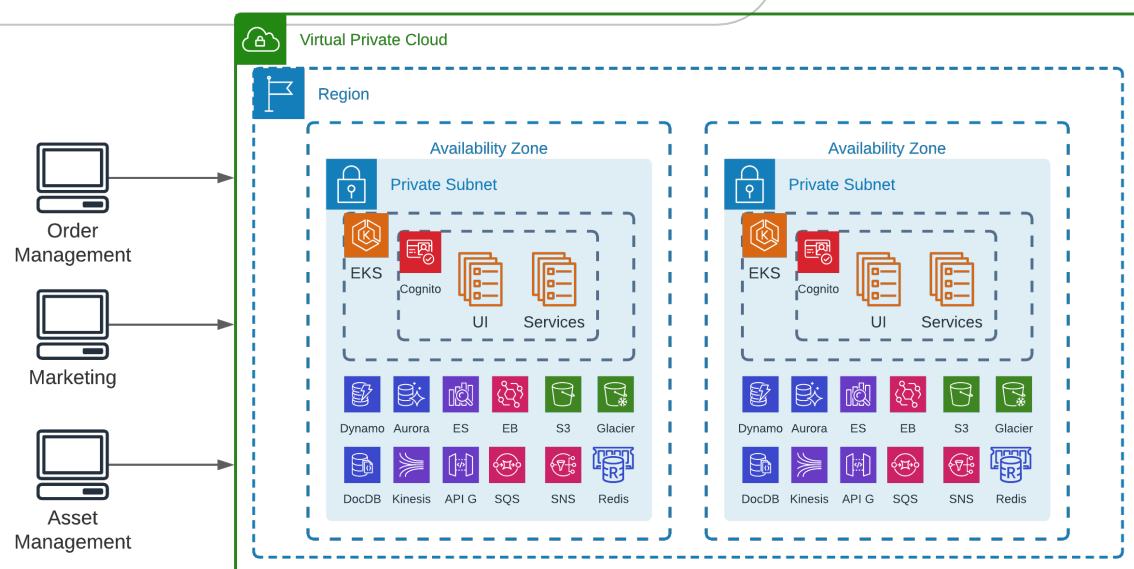 Virtual Private Cloud
Region
Order
Management
Marketing
Asset
Management
Availability Zone
Private Subnet
EKS
Cognito
UI
Services
Dynamo
Aurora
ES
EB
S3
Glacier
DocDB
Kinesis
API G
SQS
SNS
R
Redis
Availability Zone
Private Subnet
EKS
Cognito
UI
Services
Dynamo
Aurora
ES
EB
S3
Glacier
DocDB
Kinesis
API G
SQS
SNS
R
Redis